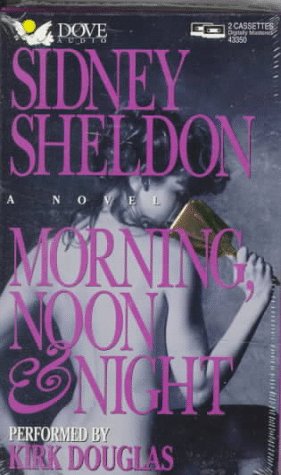 DOVE
AUDIO
2 CASSETTES
Digitally Mastered
43350
SIDNEY
SHELDON
A NOVEL
MORNING,
NOON
& NIGHT
PERFORMED BY
KIRK DOUGLAS